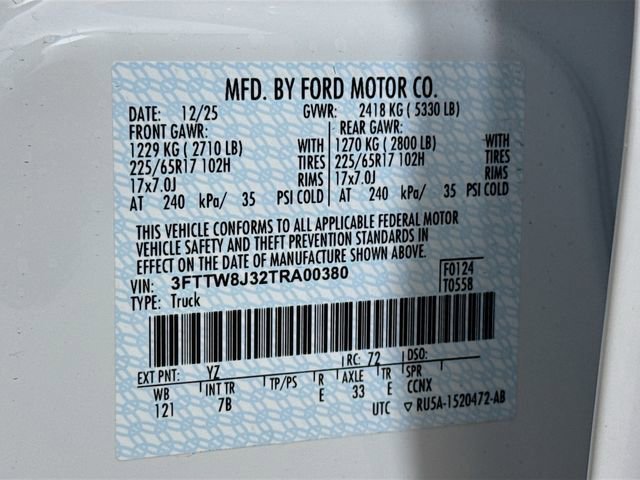 MFD. BY FORD MOTOR CO.
DATE: 12/25 GVWR: 2418 KG ( 5330 LB)
FRONT GAWR: REAR GAWR:
1229 KG ( 2710 LB) WITH 1270 KG ( 2800 LB) WITH
225/65R17 102H TIRES 225/65R17 102H TIRES
17x7.0J RIMS 17x7.0J RIMS
AT 240 kPa/ 35 PSI COLD AT 240 kPa/ 35 PSI COLD
THIS VEHICLE CONFORMS TO ALL APPLICABLE FEDERAL MOTOR
VEHICLE SAFETY AND THEFT PREVENTION STANDARDS IN
EFFECT ON THE DATE OF MANUFACTURE SHOWN ABOVE.
VIN: 3FTTW8J32TRA00380 F0124
TYPE: Truck T0558
EXT PNT: YZ RC: 72 DSO:
WB INT TR TP/PS R AXLE TR SPR
121 7B E 33 E CCNX
UTC ▽ RU5A-1520472-AB